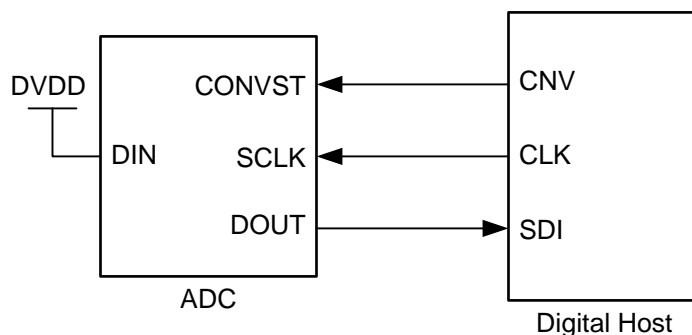 DVDD
CONVST
CNV
DIN
SCLK
CLK
DOUT
SDI
ADC
Digital Host